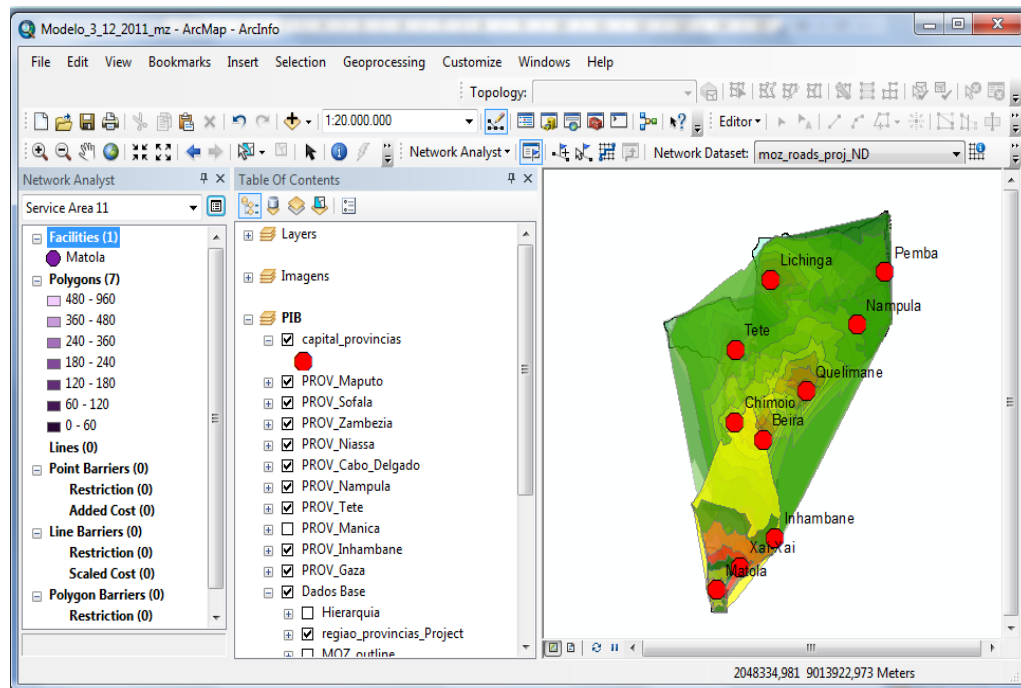 Modelo_3_12_2011_mz - ArcMap - ArcInfo
File Edit View Bookmarks Insert Selection Geoprocessing Customize Windows Help
Topology:
1:20.000.000
Editor
Network Analyst
Network Dataset: moz_roads_proj_ND
Network Analyst
Service Area 11
Facilities (1)
Matola
Polygons (7)
480 - 960
360 - 480
240 - 360
180 - 240
120 - 180
60 - 120
0 - 60
Lines (0)
Point Barriers (0)
Restriction (0)
Added Cost (0)
Line Barriers (0)
Restriction (0)
Scaled Cost (0)
Polygon Barriers (0)
Restriction (0)
Table Of Contents
Layers
Imagens
PIB
capital_provincias
PROV_Maputo
PROV_Sofala
PROV_Zambezia
PROV_Niassa
PROV_Cabo_Delgado
PROV_Nampula
PROV_Tete
PROV_Manica
PROV_Inhambane
PROV_Gaza
Dados Base
Hierarquia
regiao_provincias_Project
MOZ_outline
Pemba
Lichinga
Nampula
Tete
Quelimane
Chimoio
Beira
Inhambane
Xai-Xai
Matola
2048334,981 9013922,973 Meters